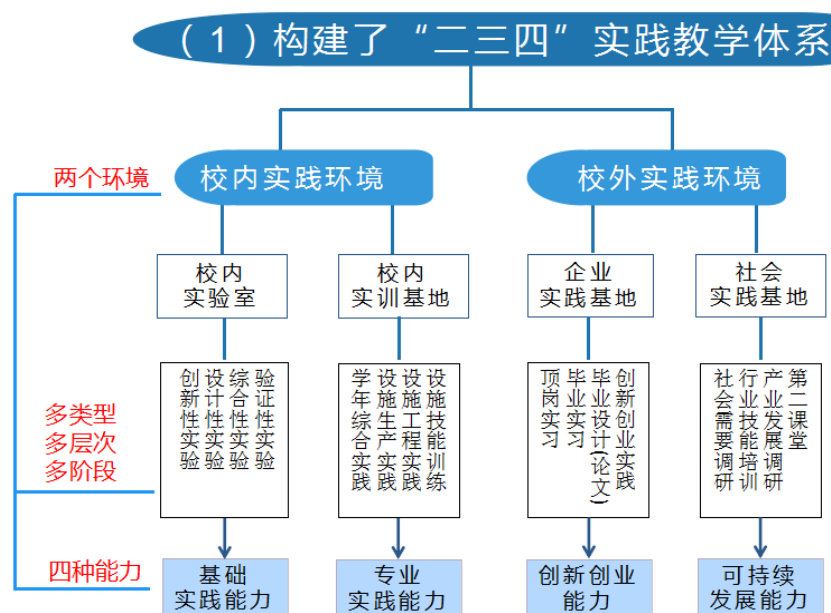 （1）构建了“二三四”实践教学体系
两个环境
校内实践环境
校外实践环境
校内
实验室
校内
实训基地
企业
实践基地
社会
实践基地
多类型
多层次
多阶段
验证性实验
综合性实验
设计性实验
创新性实验
设施技能训练
设施工程实践
设施生产实践
学年综合实践
创新创业实践
毕业设计(论文)
毕业实习
顶岗实习
第二课堂
产业发展调研
行业技能培训
社会需要调研
四种能力
基础
实践能力
专业
实践能力
创新创业
能力
可持续
发展能力